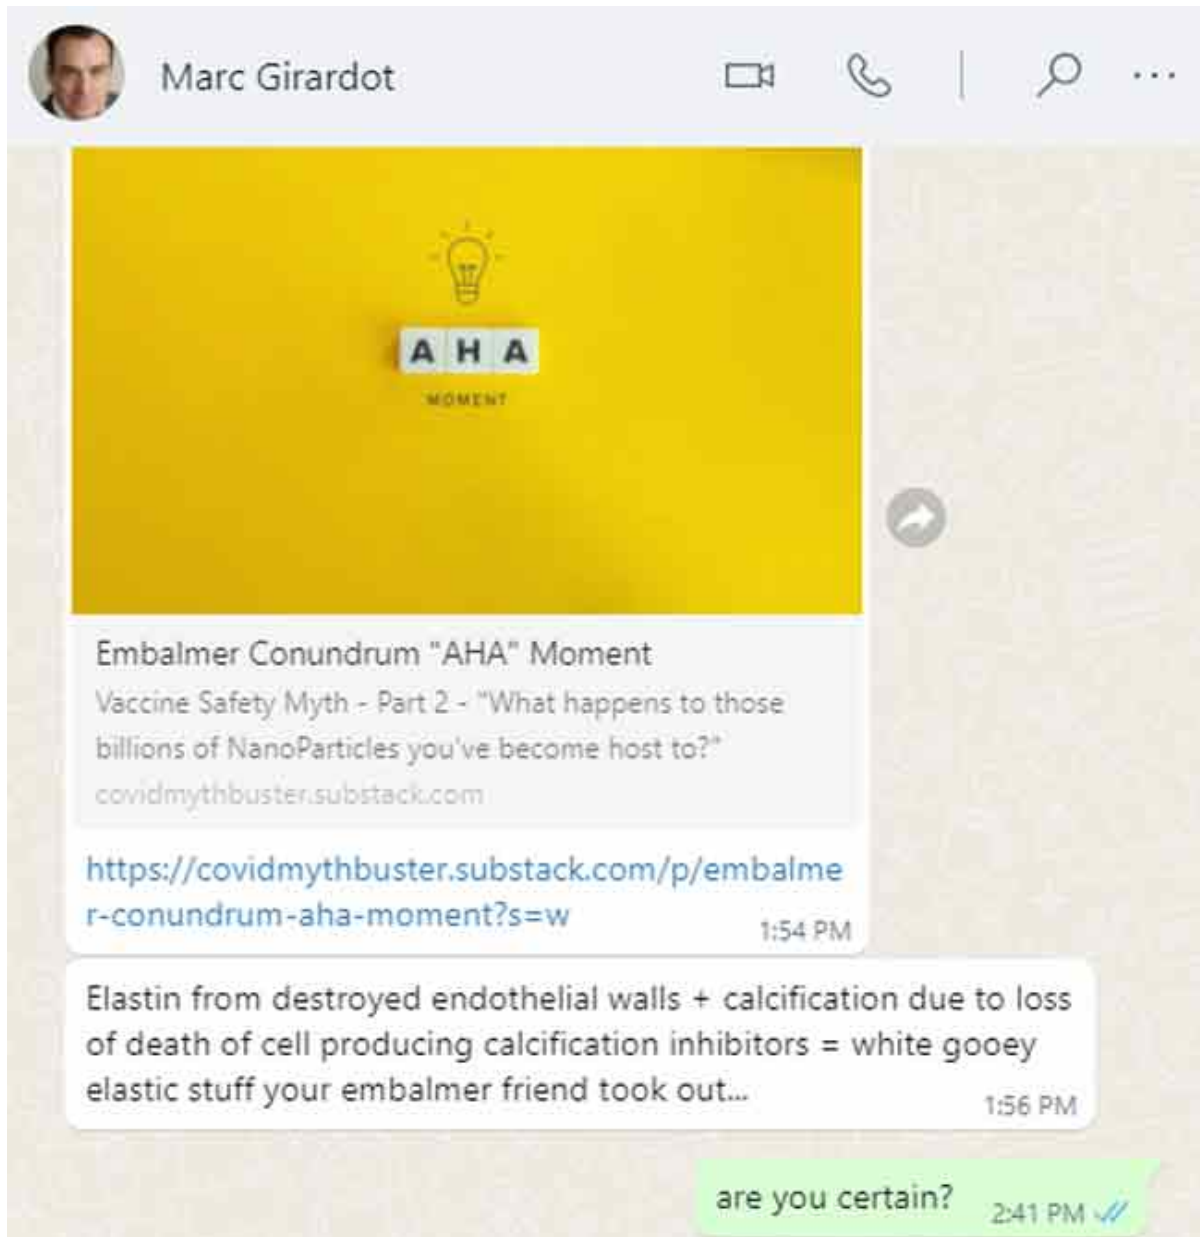 Marc Girardot
AHA
MOMENT
Embalmer Conundrum "AHA" Moment
Vaccine Safety Myth - Part 2 - "What happens to those
billions of NanoParticles you've become host to?"
covidmythbuster.substack.com
https://covidmythbuster.substack.com/p/embalme
r-conundrum-aha-moment?s=w
1:54 PM
Elastin from destroyed endothelial walls + calcification due to loss
of death of cell producing calcification inhibitors = white gooey
elastic stuff your embalmer friend took out...
1:56 PM
are you certain?
2:41 PM